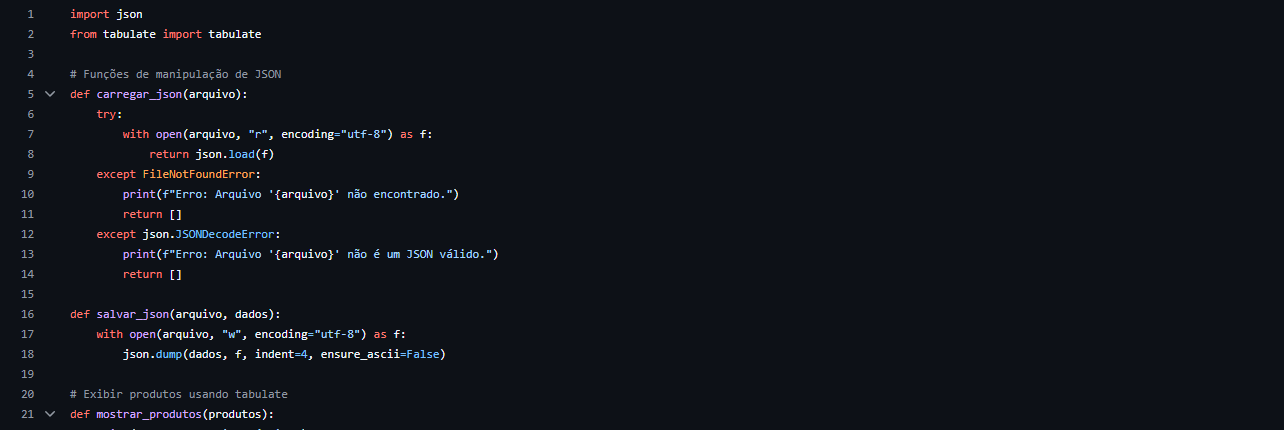 1 import json
2 from tabulate import tabulate
3
4 # Funções de manipulação de JSON
5 def carregar_json(arquivo):
6     try:
7         with open(arquivo, "r", encoding="utf-8") as f:
8             return json.load(f)
9     except FileNotFoundError:
10         print(f"Erro: Arquivo '{arquivo}' não encontrado.")
11         return []
12     except json.JSONDecodeError:
13         print(f"Erro: Arquivo '{arquivo}' não é um JSON válido.")
14         return []
15
16 def salvar_json(arquivo, dados):
17     with open(arquivo, "w", encoding="utf-8") as f:
18         json.dump(dados, f, indent=4, ensure_ascii=False)
19
20 # Exibir produtos usando tabulate
21 def mostrar_produtos(produtos):